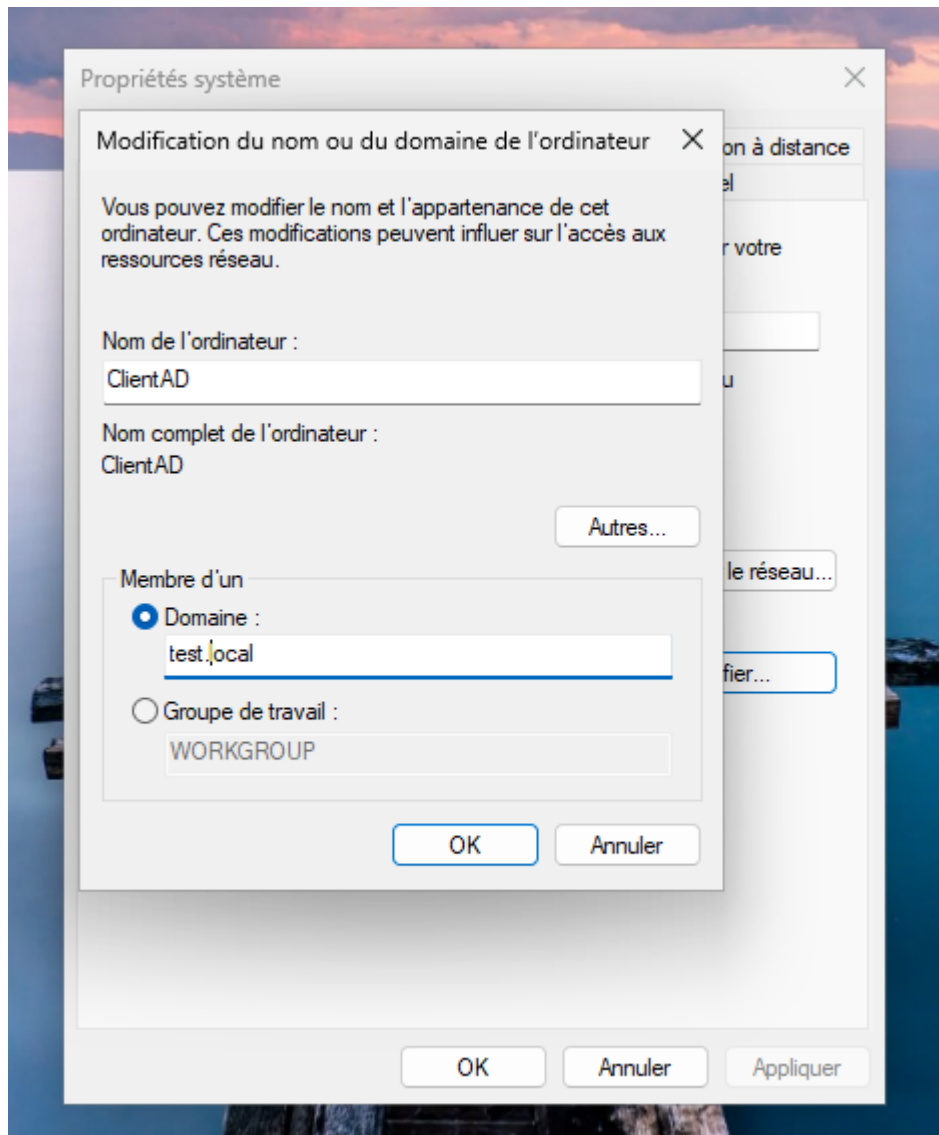 Propriétés système
Modification du nom ou du domaine de l'ordinateur
à distance
Vous pouvez modifier le nom et l'appartenance de cet
ordinateur. Ces modifications peuvent influer sur l'accès aux
ressources réseau.
votre
Nom de l'ordinateur :
ClientAD
Nom complet de l'ordinateur :
ClientAD
Autres...
le réseau...
Membre d'un
Domaine :
test.local
Groupe de travail :
WORKGROUP
OK
Annuler
OK
Annuler
Appliquer